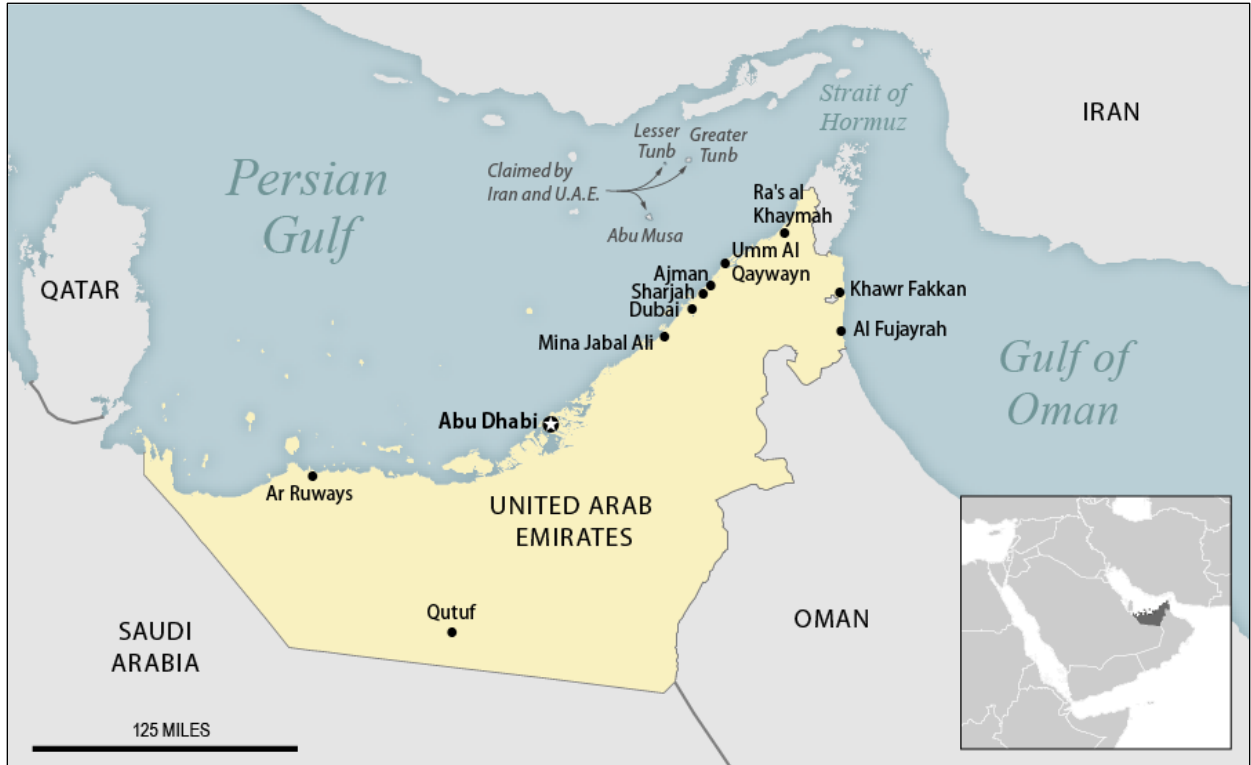 Strait of
Hormuz
IRAN
Persian
Gulf
Lesser
Tunb
Greater
Tunb
Claimed by
Iran and U.A.E.
Abu Musa
Ra's al
Khaymah
Umm Al
Qaywayn
Ajman
Sharjah
Dubai
Mina Jabal Ali
QATAR
Khawr Fakkan
Al Fujayrah
Gulf of
Oman
Abu Dhabi
Ar Ruways
UNITED ARAB
EMIRATES
Qutuf
SAUDI
ARABIA
OMAN
125 MILES